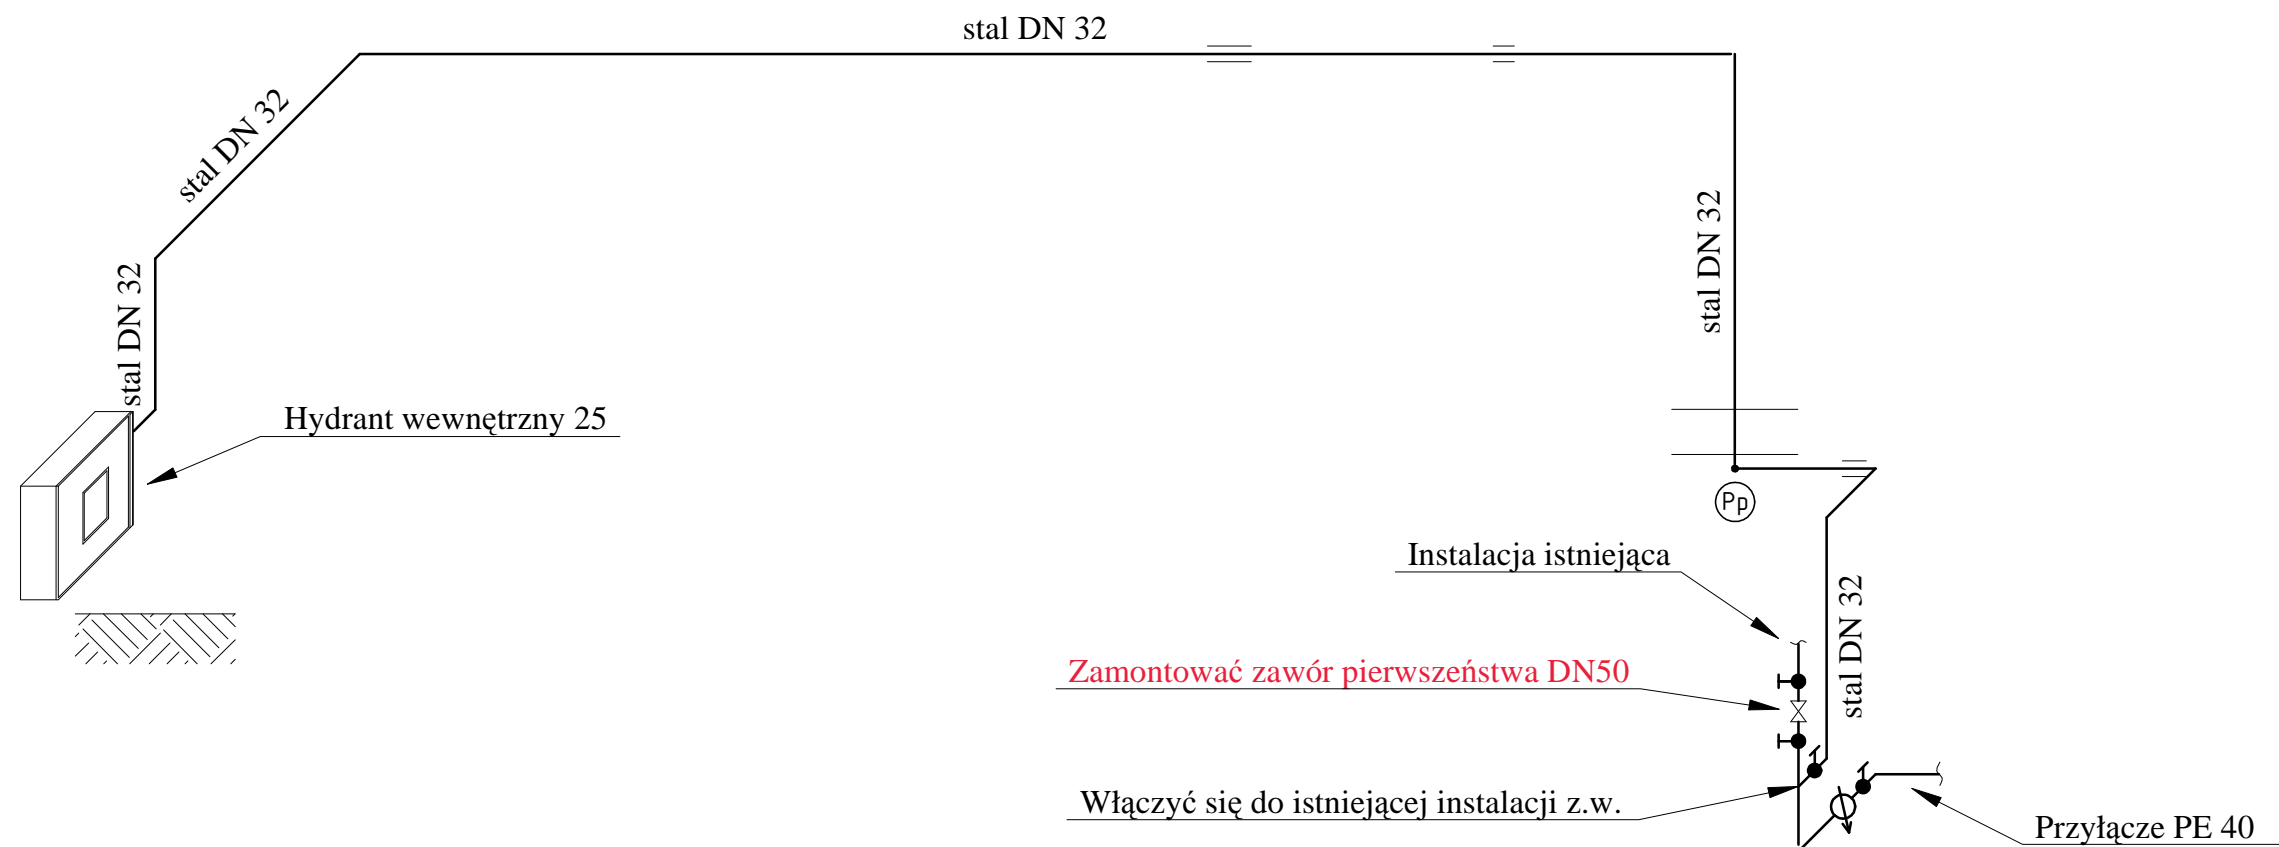 stal DN 32
stal DN 32
stal DN 32
stal DN 32
Hydrant wewnętrzny 25
Pp
Instalacja istniejąca
stal DN 32
Zamontować zawór pierwszeństwa DN50
Włączyć się do istniejącej instalacji z.w.
Przyłącze PE 40